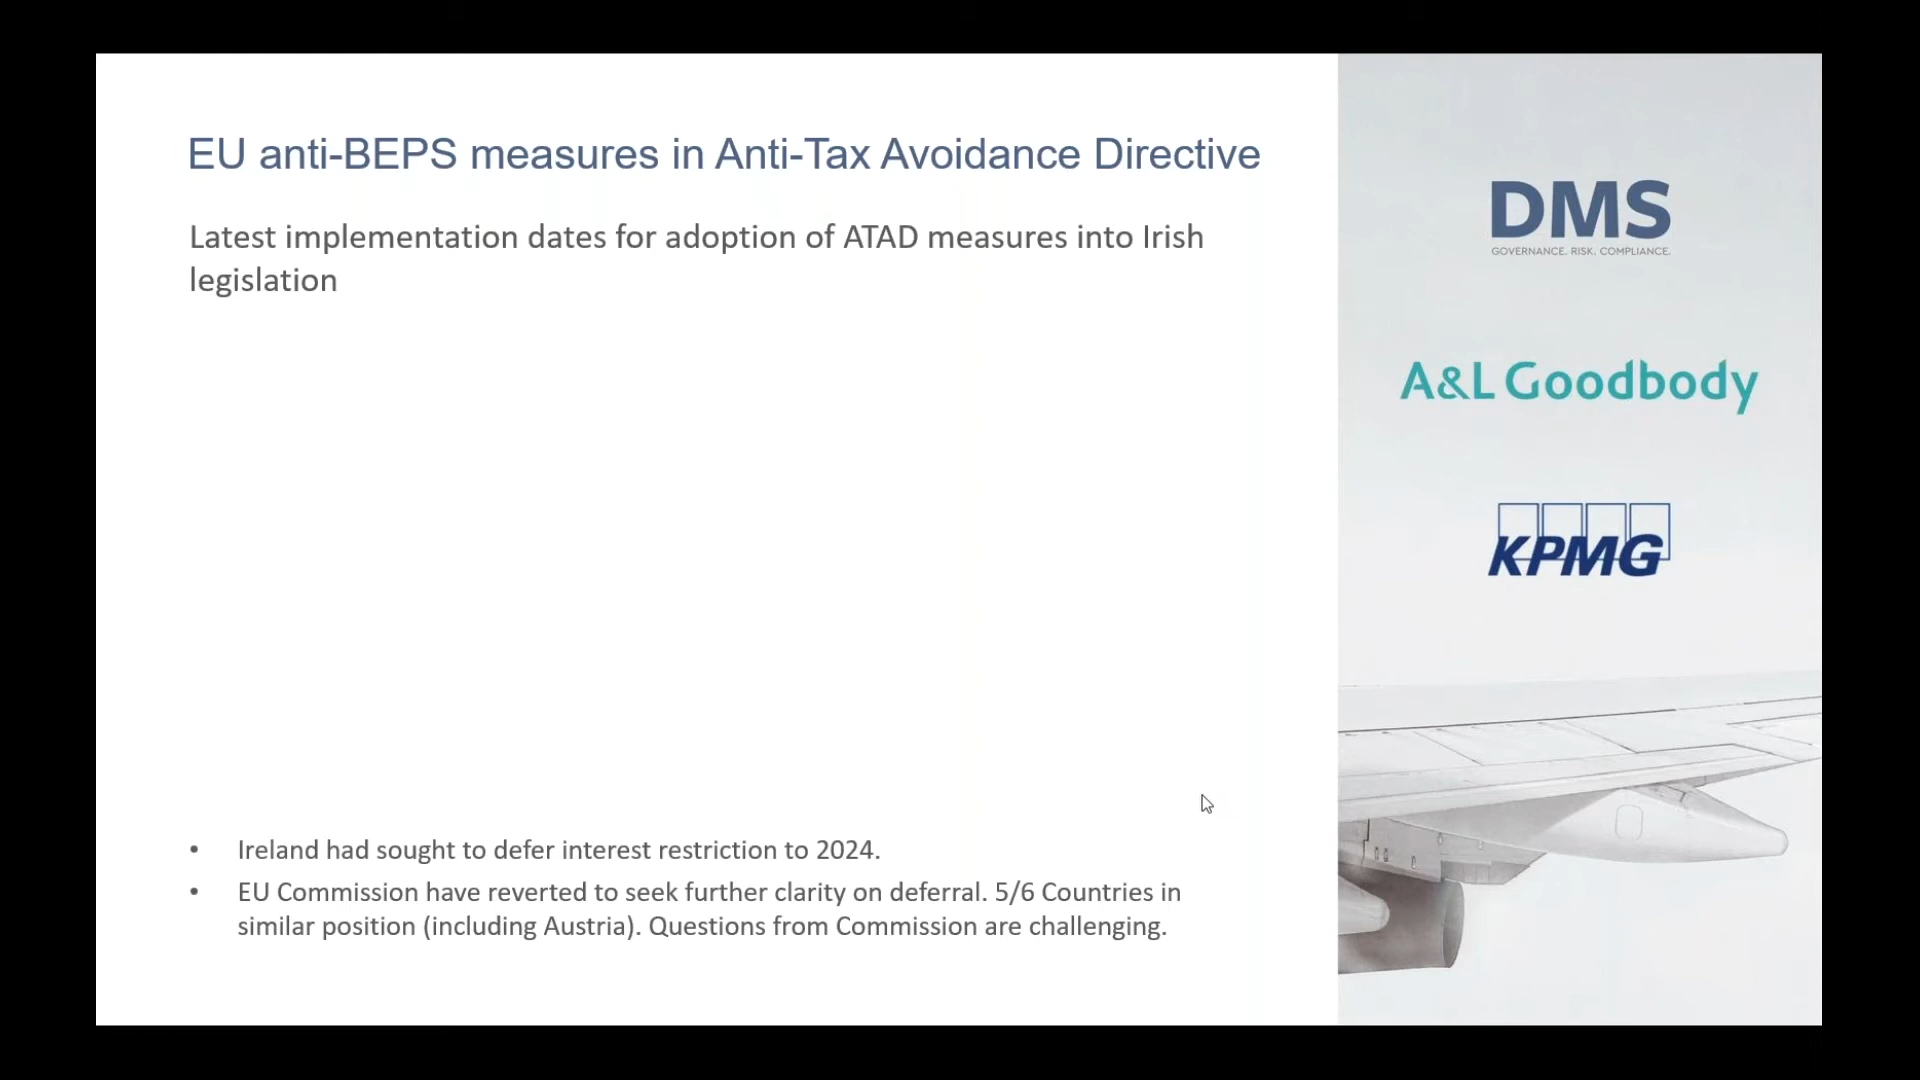 EU anti-BEPS measures in Anti-Tax Avoidance Directive
Latest implementation dates for adoption of ATAD measures into Irish
legislation
• Ireland had sought to defer interest restriction to 2024.
• EU Commission have reverted to seek further clarity on deferral. 5/6 Countries in
similar position (including Austria). Questions from Commission are challenging.
DMS
GOVERNANCE. RISK. COMPLIANCE.
A&L Goodbody
KPMG